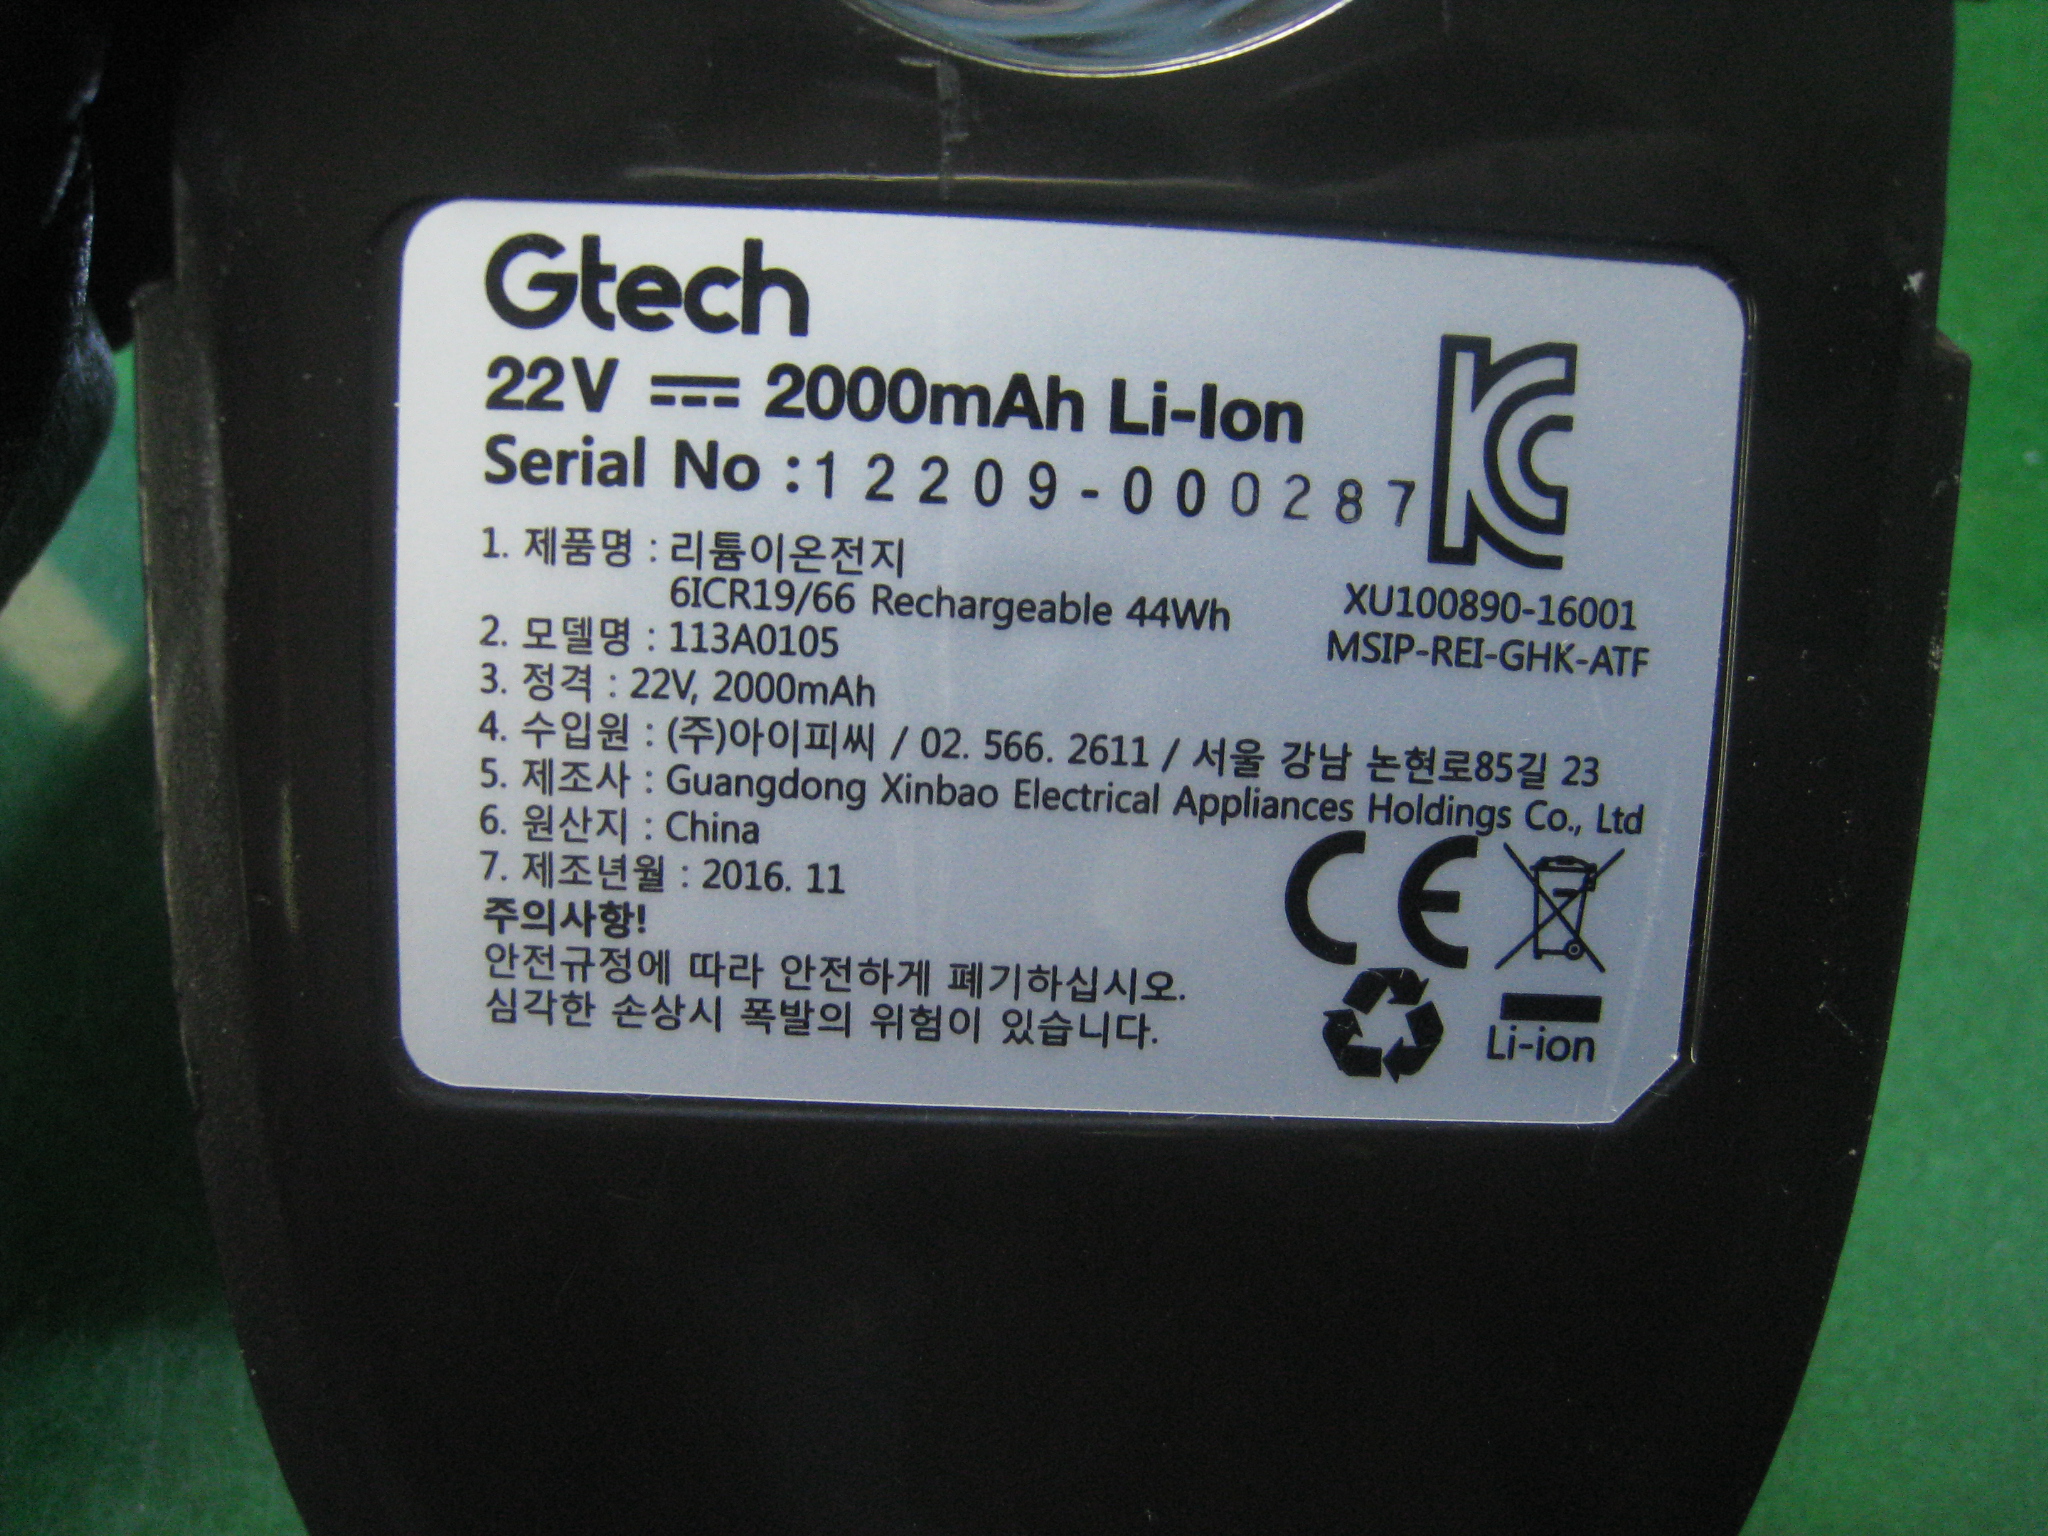 Gtech
22V 2000mAh Li-Ion
Serial No :12209-000287
1. 제품명 : 리튬이온전지
6ICR19/66 Rechargeable 44Wh
XU100890-16001
MSIP-REI-GHK-ATF
2. 모델명 : 113A0105
3. 정격 : 22V, 2000mAh
4. 수입원 : (주)아이피씨 / 02. 566. 2611 / 서울 강남 논현로85길 23
5. 제조사 : Guangdong Xinbao Electrical Appliances Holdings Co., Ltd
6. 원산지 : China
7. 제조년월 : 2016. 11
주의사항!
안전규정에 따라 안전하게 폐기하십시오.
심각한 손상시 폭발의 위험이 있습니다.
CE
Li-ion